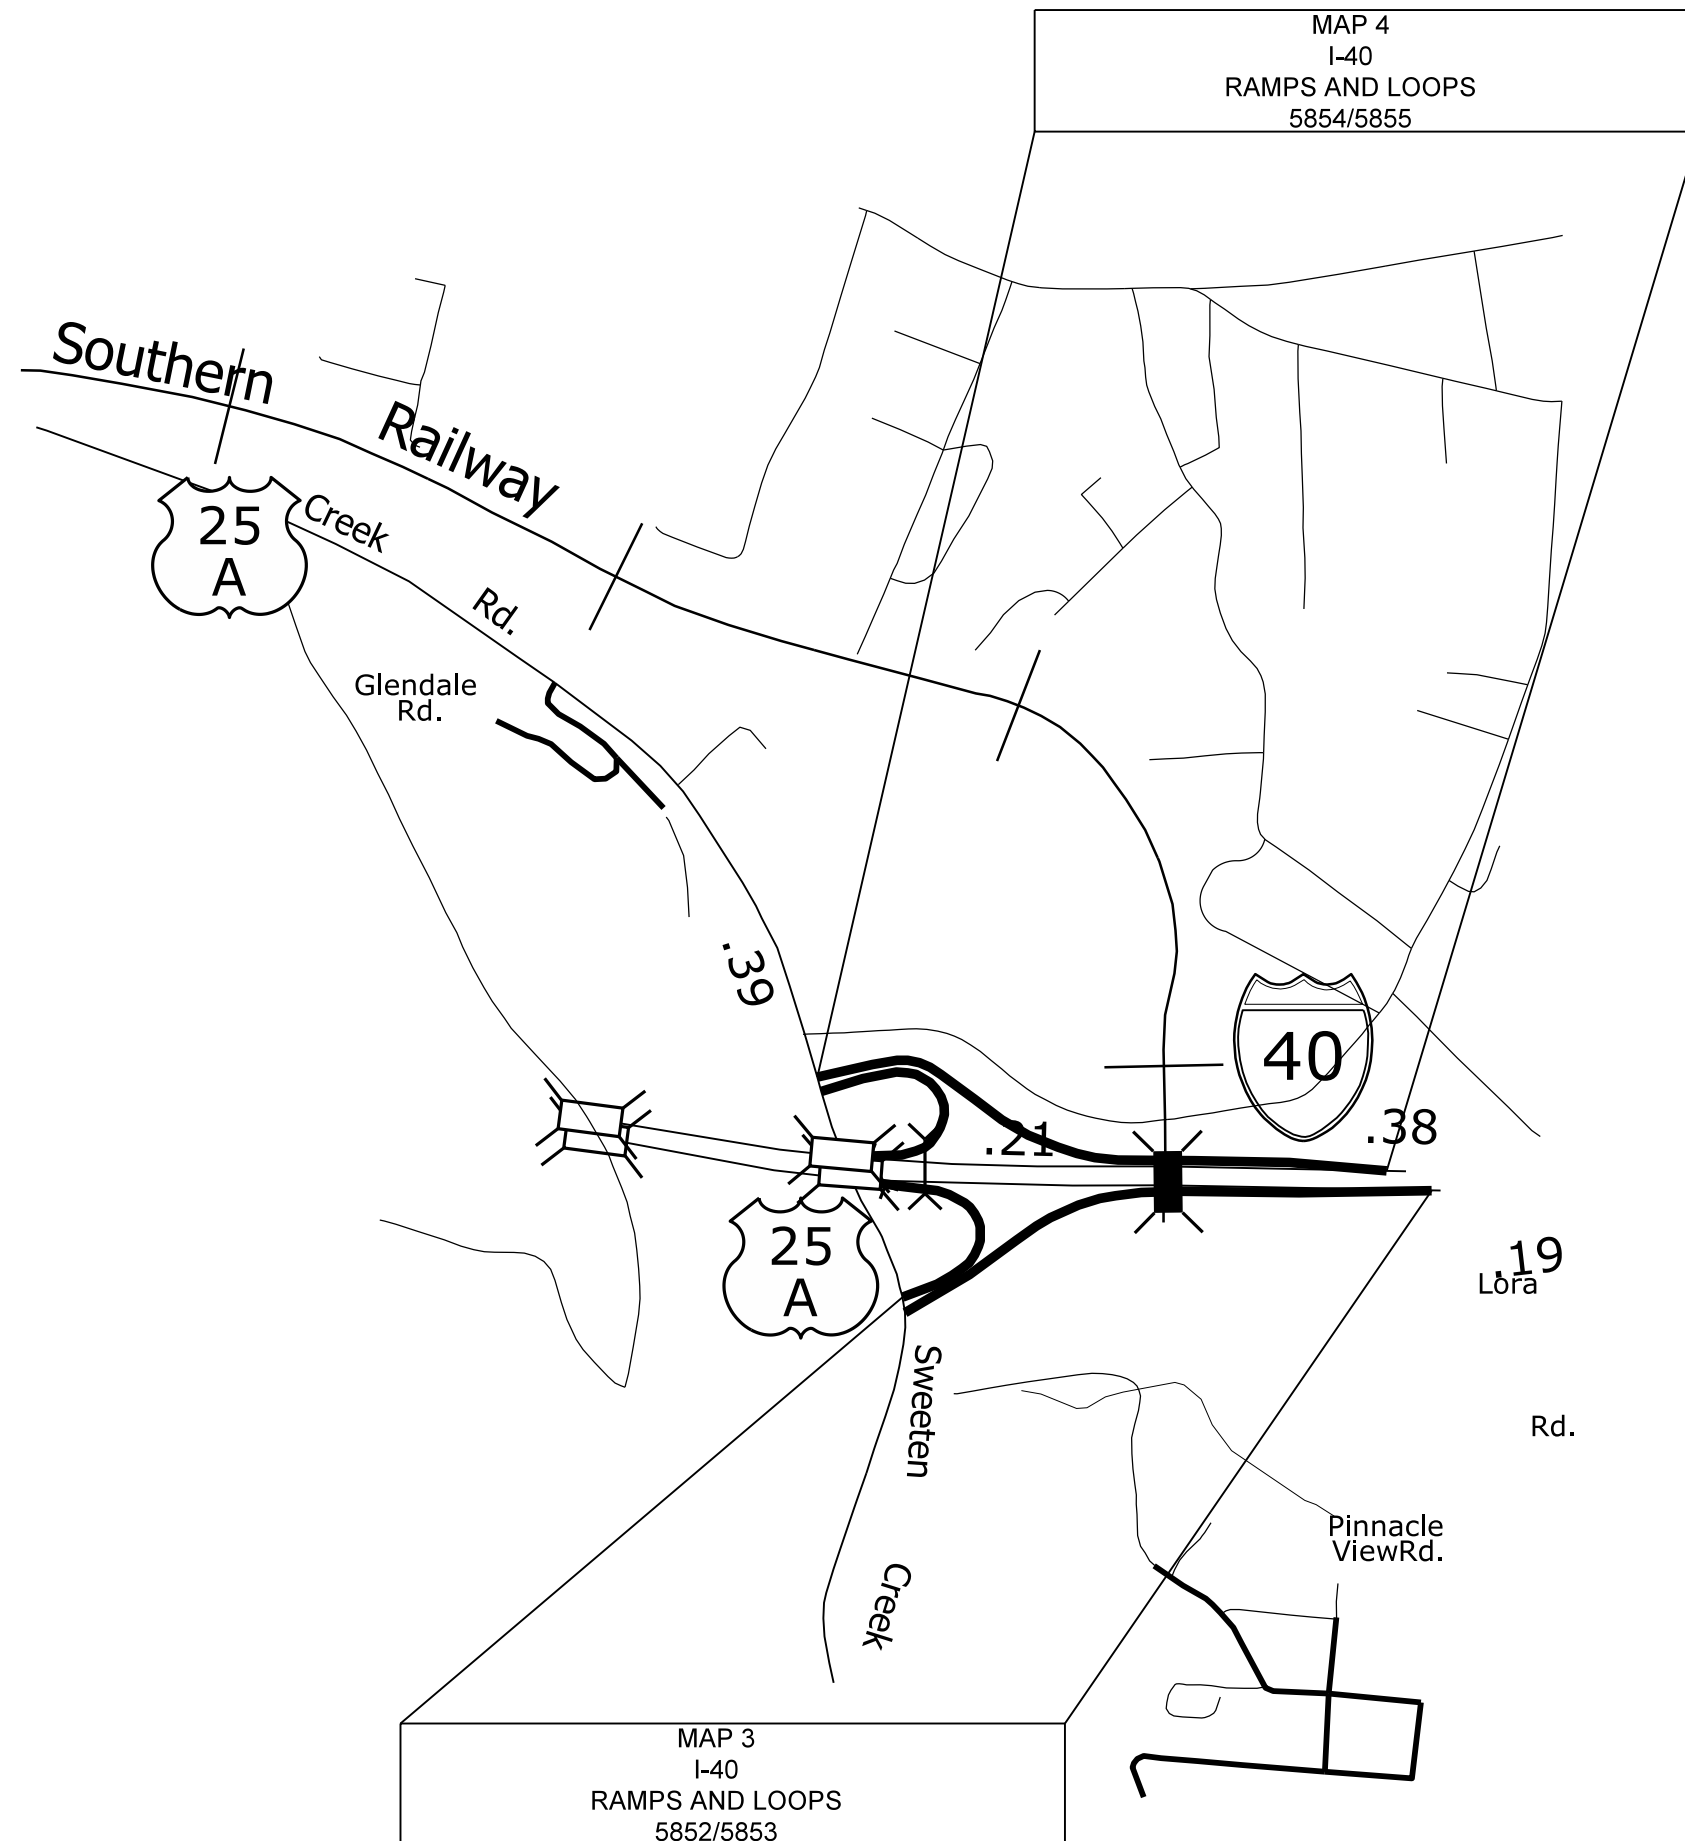 MAP 4
I-40
RAMPS AND LOOPS
5854/5855
Southern
Railway
25
A
Creek
Rd.
Glendale
Rd.
.39
40
.38
.21
.19
Lora
25
A
Sweeten
Rd.
Pinnacle
ViewRd.
Creek
MAP 3
I-40
RAMPS AND LOOPS
5852/5853